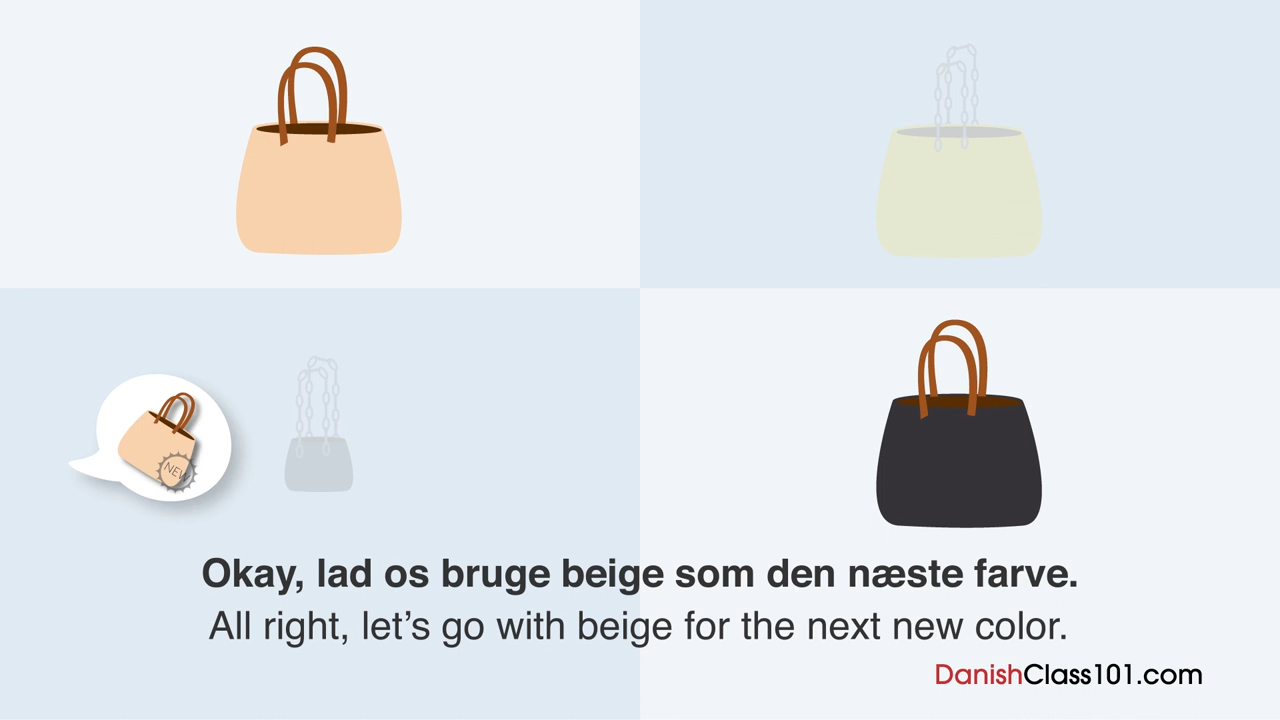 NEW
Okay, lad os bruge beige som den næste farve.
All right, let’s go with beige for the next new color.
DanishClass101.com